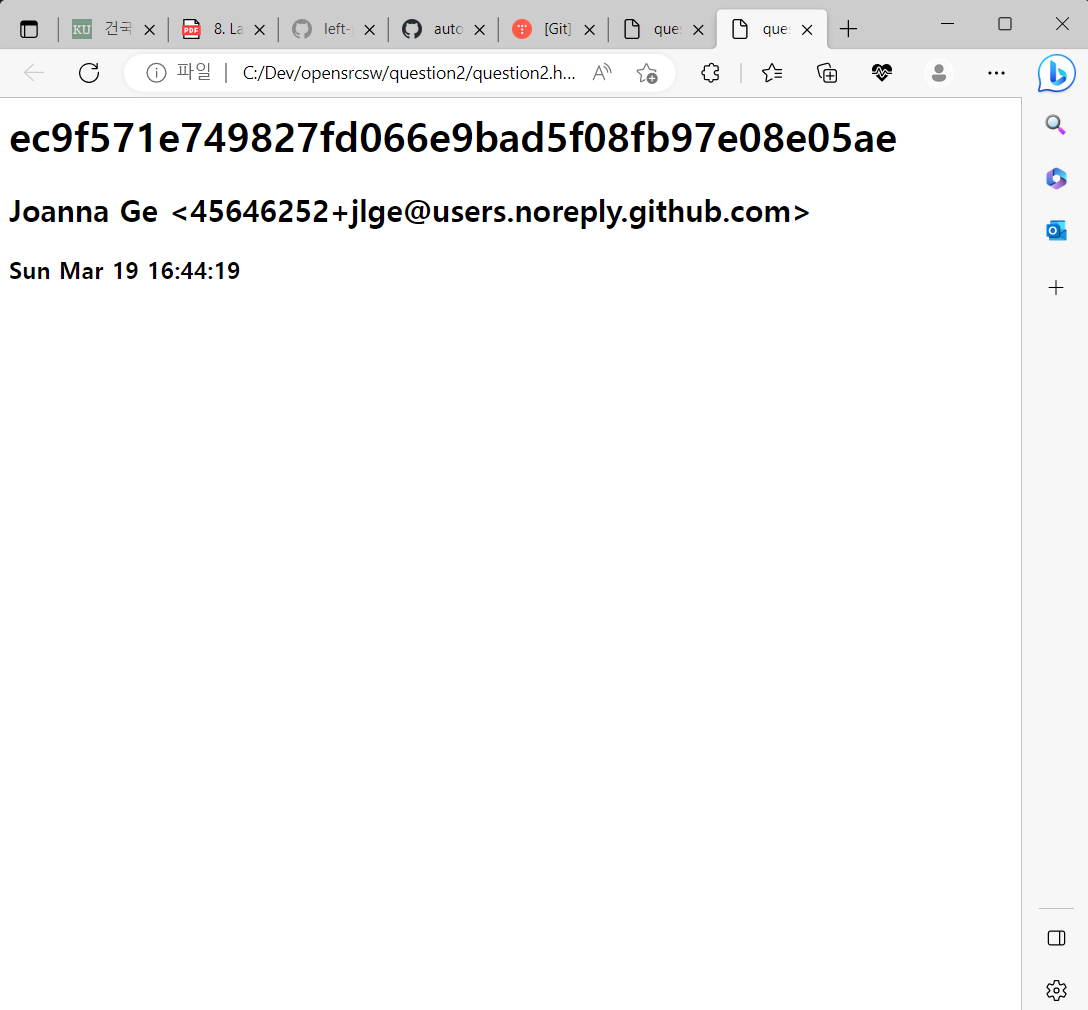 KU 건국
PDF 8. La
left-
auto
[Git]
que
que
파일 C:/Dev/opensrcsw/question2/question2.h...
ec9f571e749827fd066e9bad5f08fb97e08e05ae
Joanna Ge <45646252+jlge@users.noreply.github.com>
Sun Mar 19 16:44:19